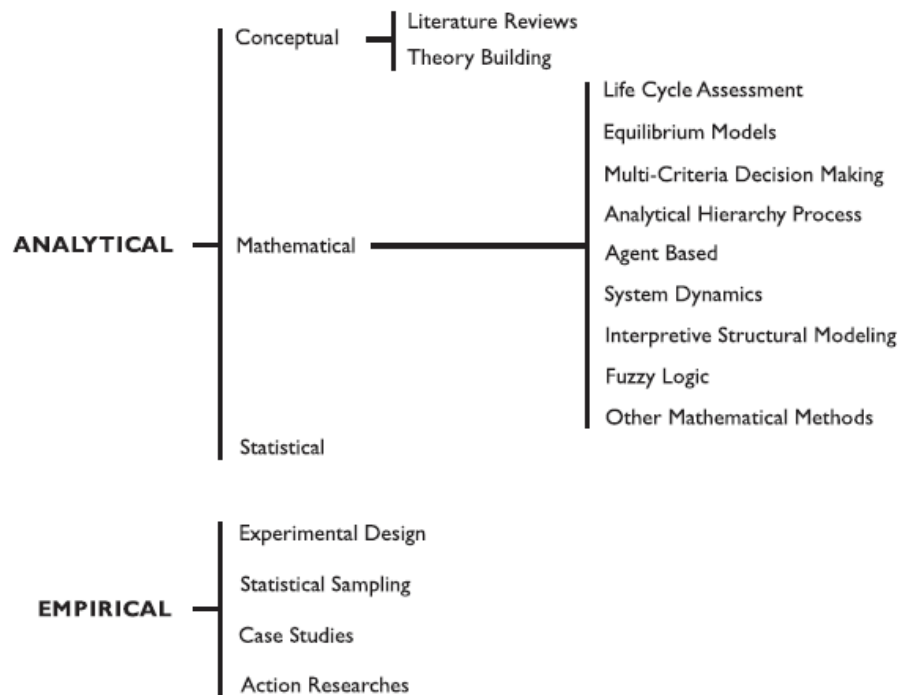 Conceptual
Literature Reviews
Theory Building
ANALYTICAL
Mathematical
Life Cycle Assessment
Equilibrium Models
Multi-Criteria Decision Making
Analytical Hierarchy Process
Agent Based
System Dynamics
Interpretive Structural Modeling
Fuzzy Logic
Other Mathematical Methods
Statistical
EMPIRICAL
Experimental Design
Statistical Sampling
Case Studies
Action Researches